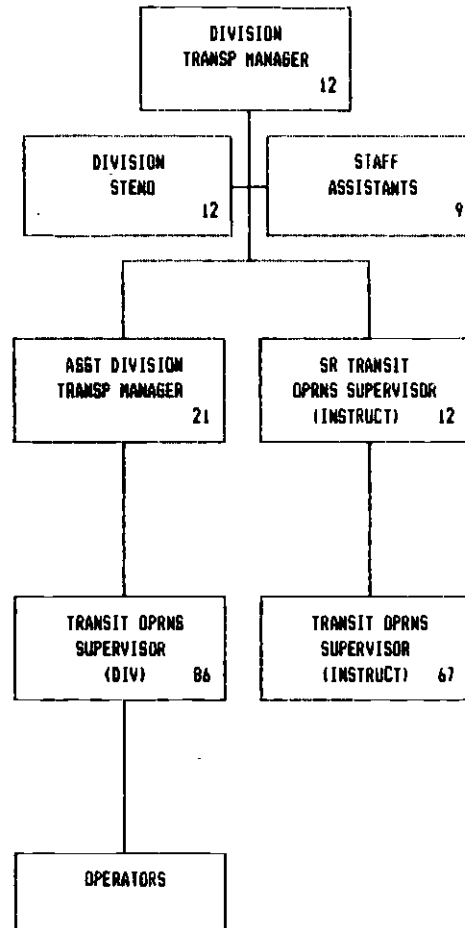 DIVISION
TRANSP MANAGER
12
DIVISION
STENO
12
STAFF
ASSISTANTS
9
ASST DIVISION
TRANSP MANAGER
21
SR TRANSIT
OPRNS SUPERVISOR
(INSTRUCT) 12
TRANSIT OPRNS
SUPERVISOR
(DIV) 86
TRANSIT OPRNS
SUPERVISOR
(INSTRUCT) 67
OPERATORS